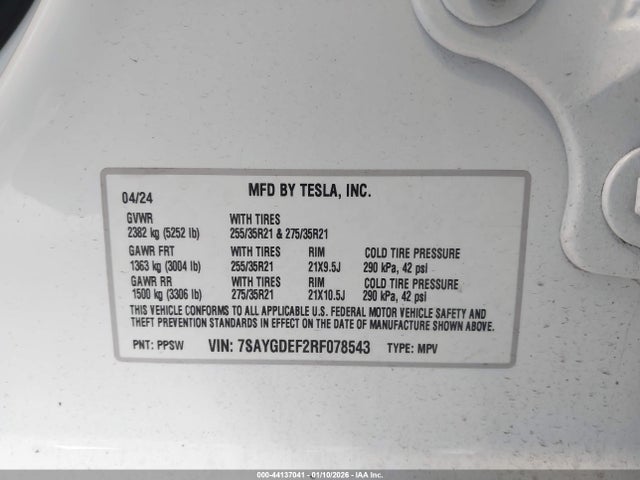 04/24 MFD BY TESLA, INC.
GVWR WITH TIRES
2382 kg (5252 lb) 255/35R21 & 275/35R21
GAWR FRT WITH TIRES RIM COLD TIRE PRESSURE
1363 kg (3004 lb) 255/35R21 21X9.5J 290 kPa, 42 psi
GAWR RR WITH TIRES RIM COLD TIRE PRESSURE
1500 kg (3306 lb) 275/35R21 21X10.5J 290 kPa, 42 psi
THIS VEHICLE CONFORMS TO ALL APPLICABLE U.S. FEDERAL MOTOR VEHICLE SAFETY AND
THEFT PREVENTION STANDARDS IN EFFECT ON THE DATE OF MANUFACTURE SHOWN ABOVE.
PNT: PPSW VIN: 7SAYGDEF2RF078543 TYPE: MPV
000-44137041 - 01/10/2026 - IAA Inc.